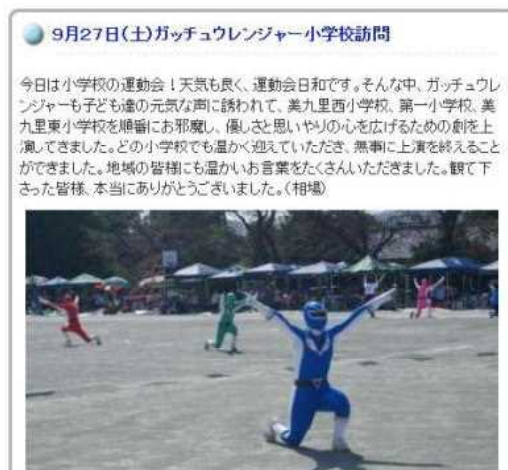 9月27日(土)ガッチュウレンジャー小学校訪問
今日は小学校の運動会!天気も良く、運動会日和です。そんな中、ガッチュウレ
ンジャーも子ども達の元気な声に誘われて、美九里西小学校、第一小学校、美
九里東小学校を順番にお邪魔し、優しさと思いやりの心を広げるための劇を上
演してきました。どの小学校でも温かく迎えていただき、無事に上演を終えること
ができました。地域の皆様にも温かいお言葉をたくさんいただきました。観て下
さった皆様、本当にありがとうございました。(相場)